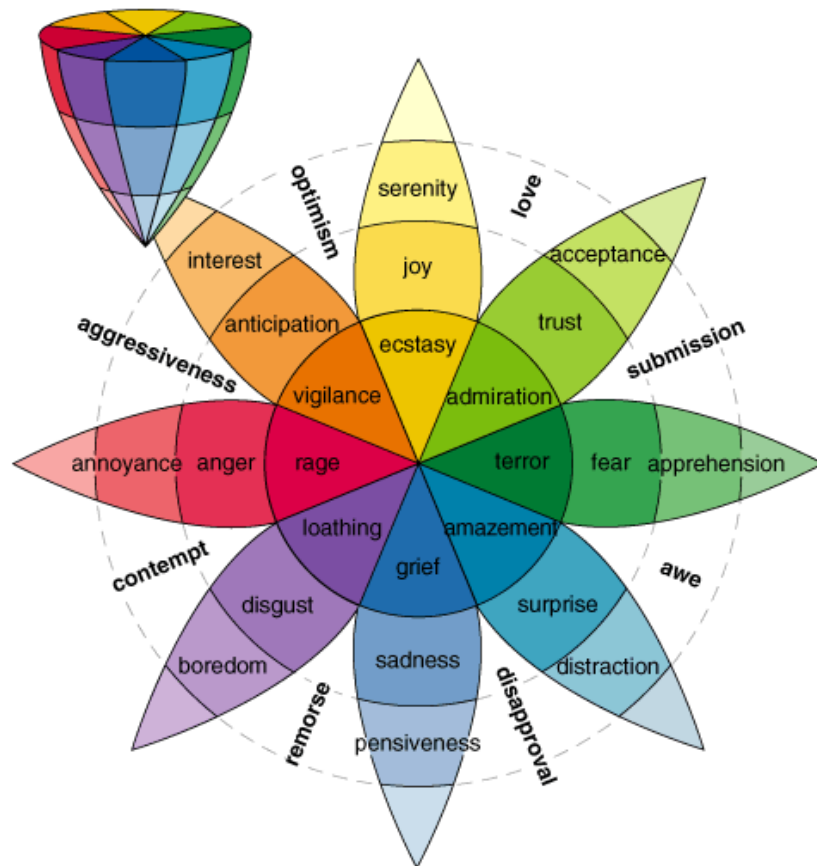 optimism
love
serenity
interest
acceptance
joy
anticipation
trust
aggressiveness
submission
ecstasy
vigilance
admiration
annoyance
anger
rage
terror
fear
apprehension
loathing
amazement
contempt
grief
awe
disgust
surprise
boredom
sadness
distraction
remorse
disapproval
pensiveness